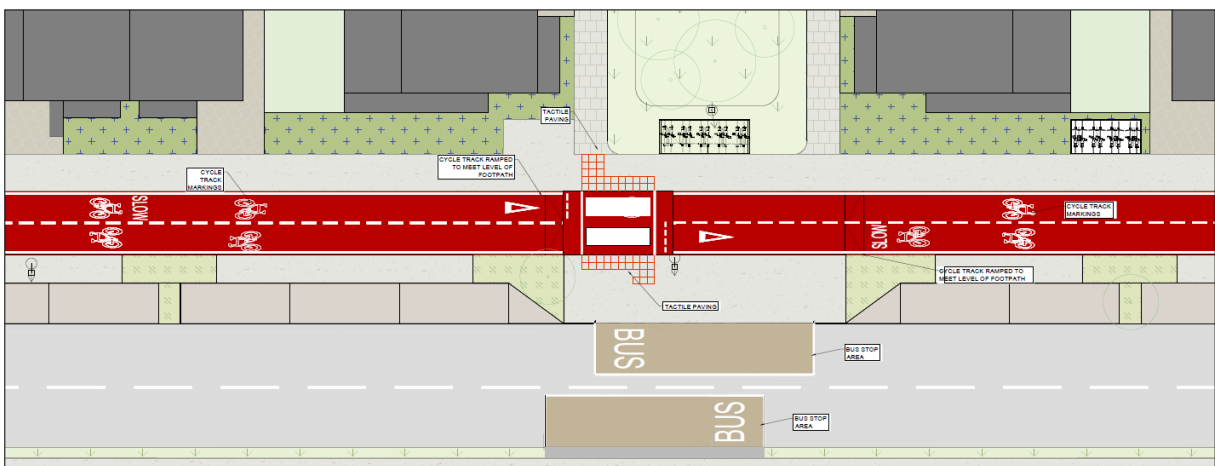 TACTILE
PAVING
CYCLE TRACK RAMPED
TO MEET LEVEL OF
FOOTPATH
CYCLE
TRACK
MARKINGS
SLOW
CYCLE TRACK
MARKINGS
SLOW
CYCLE TRACK RAMPED TO
MEET LEVEL OF FOOTPATH
TACTILE PAVING
BUS
BUS STOP
AREA
BUS
BUS STOP
AREA